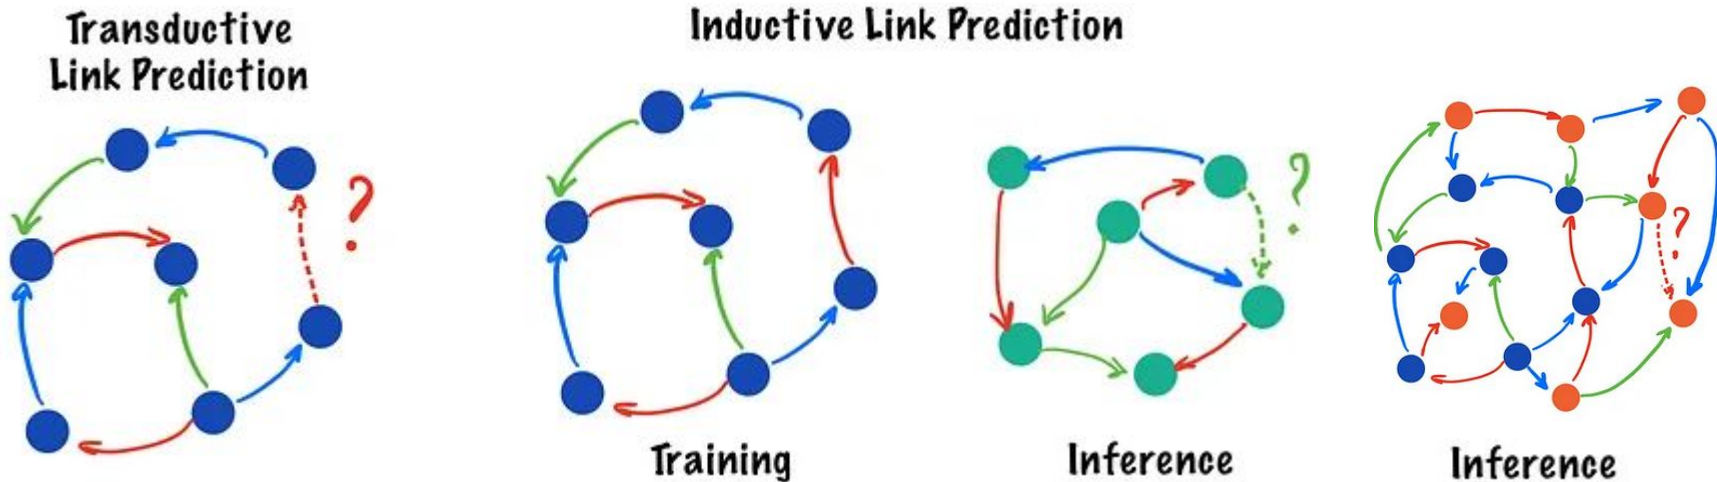 Transductive
Link Prediction
?
Inductive Link Prediction
?
?
Training
Inference
Inference